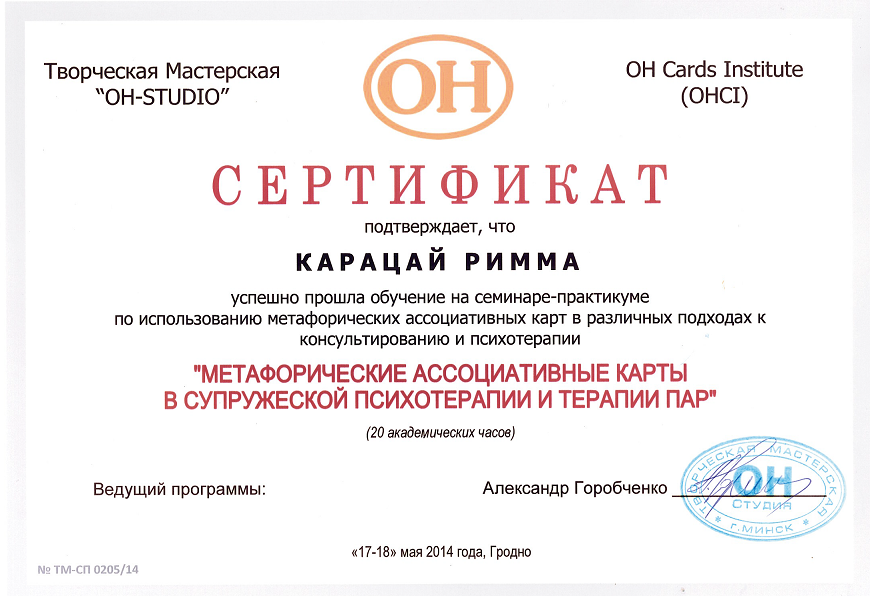 Творческая Мастерская
"OH-STUDIO"
OH Cards Institute
(OHCI)
OH
СЕРТИФИКАТ
подтверждает, что
КАРАЦАЙ РИММА
успешно прошла обучение на семинаре-практикуме
по использованию метафорических ассоциативных карт в различных подходах к
консультированию и психотерапии
"МЕТАФОРИЧЕСКИЕ АССОЦИАТИВНЫЕ КАРТЫ
В СУПРУЖЕСКОЙ ПСИХОТЕРАПИИ И ТЕРАПИИ ПАР"
(20 академических часов)
Ведущий программы:
Александр Горобченко
ТВОРЧЕСКАЯ МАСТЕРСКАЯ
OH
СТУДИЯ
г.МИНСК
«17-18» мая 2014 года, Гродно
№ ТМ-СП 0205/14